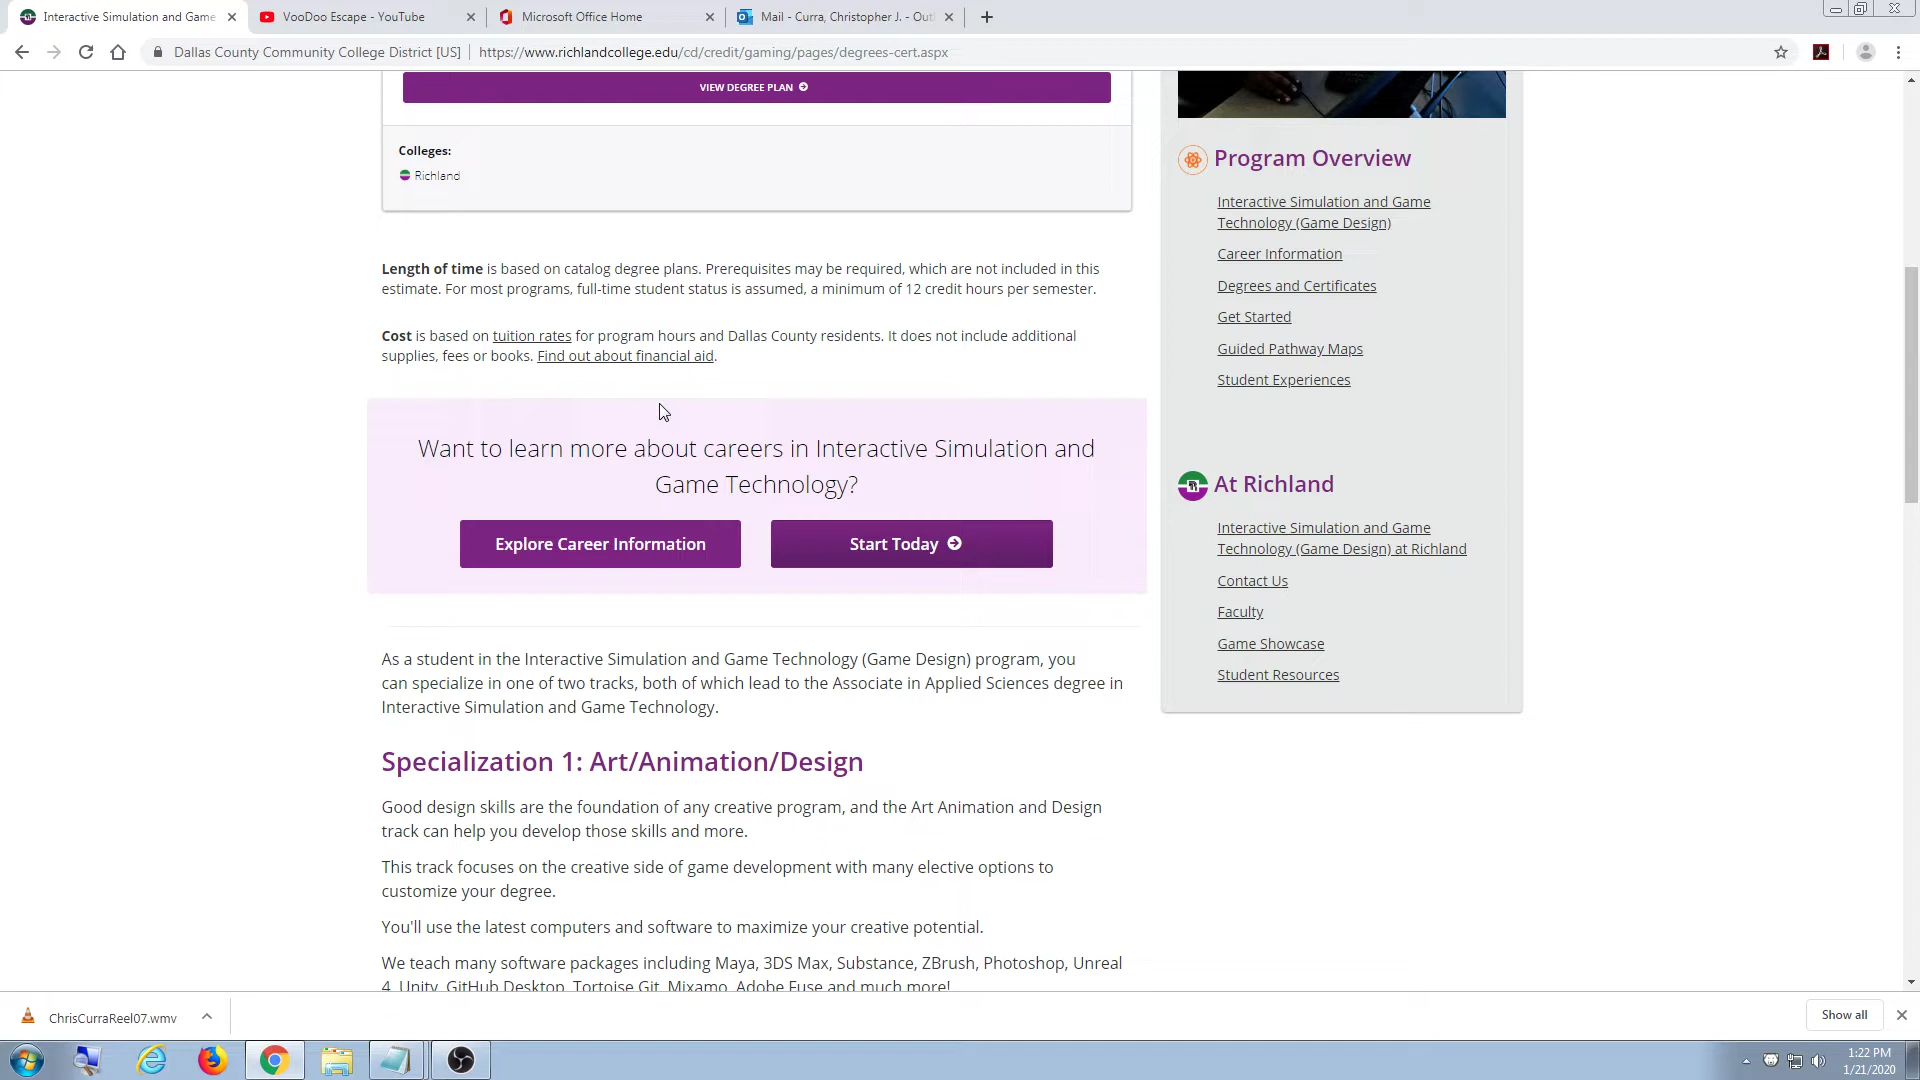 Interactive Simulation and Game
VooDoo Escape - YouTube
Microsoft Office Home
Mail - Curra, Christopher J. - Out
Dallas County Community College District [US]
https://www.richlandcollege.edu/cd/credit/gaming/pages/degrees-cert.aspx
VIEW DEGREE PLAN
Colleges:
Richland
Length of time is based on catalog degree plans. Prerequisites may be required, which are not included in this
estimate. For most programs, full-time student status is assumed, a minimum of 12 credit hours per semester.
Cost is based on tuition rates for program hours and Dallas County residents. It does not include additional
supplies, fees or books. Find out about financial aid.
Want to learn more about careers in Interactive Simulation and
Game Technology?
Explore Career Information
Start Today
As a student in the Interactive Simulation and Game Technology (Game Design) program, you
can specialize in one of two tracks, both of which lead to the Associate in Applied Sciences degree in
Interactive Simulation and Game Technology.
Specialization 1: Art/Animation/Design
Good design skills are the foundation of any creative program, and the Art Animation and Design
track can help you develop those skills and more.
This track focuses on the creative side of game development with many elective options to
customize your degree.
You'll use the latest computers and software to maximize your creative potential.
We teach many software packages including Maya, 3DS Max, Substance, ZBrush, Photoshop, Unreal
4, Unity, GitHub Desktop, Tortoise Git, Mixamo, Adobe Fuse and much more!
Program Overview
Interactive Simulation and Game
Technology (Game Design)
Career Information
Degrees and Certificates
Get Started
Guided Pathway Maps
Student Experiences
At Richland
Interactive Simulation and Game
Technology (Game Design) at Richland
Contact Us
Faculty
Game Showcase
Student Resources
ChrisCurraReel07.wmv
Show all
1:22 PM
1/21/2020